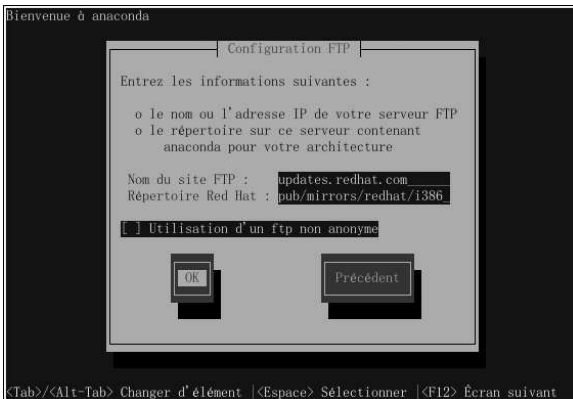 Bienvenue à anaconda
Configuration FTP
Entrez les informations suivantes :
o le nom ou l'adresse IP de votre serveur FTP
o le répertoire sur ce serveur contenant
anaconda pour votre architecture
Nom du site FTP : updates.redhat.com
Répertoire Red Hat : pub/mirrors/redhat/i386_
[ ] Utilisation d'un ftp non anonyme
OK Précédent
<Tab>/<Alt-Tab> Changer d'élément |<Espace> Sélectionner |<F12> Écran suivant